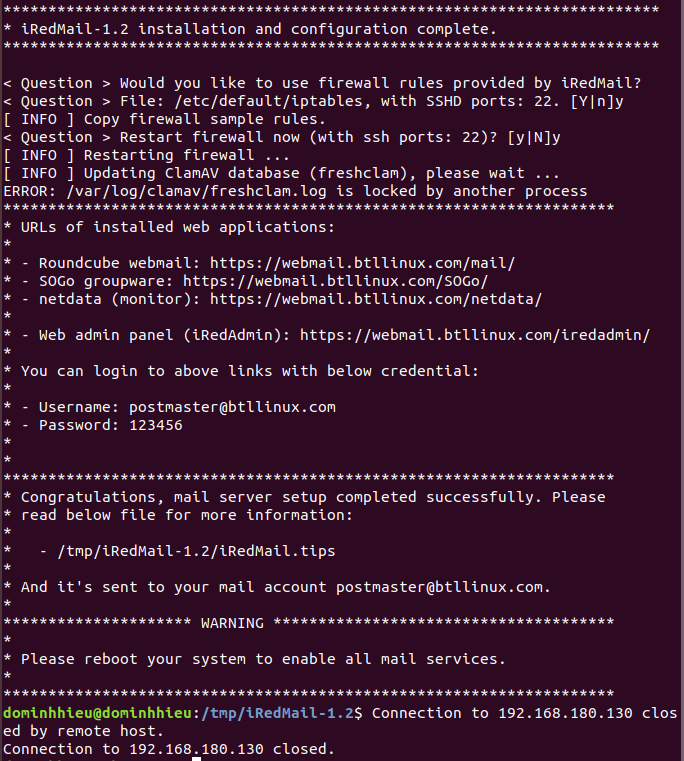 *************************************************************************
* iRedMail-1.2 installation and configuration complete.
*************************************************************************
< Question > Would you like to use firewall rules provided by iRedMail?
< Question > File: /etc/default/iptables, with SSHD ports: 22. [Y|n]y
[ INFO ] Copy firewall sample rules.
< Question > Restart firewall now (with ssh ports: 22)? [y|N]y
[ INFO ] Restarting firewall ...
[ INFO ] Updating ClamAV database (freshclam), please wait ...
ERROR: /var/log/clamav/freshclam.log is locked by another process
********************************************************************
* URLs of installed web applications:
*
* - Roundcube webmail: https://webmail.btllinux.com/mail/
* - SOGo groupware: https://webmail.btllinux.com/SOGo/
* - netdata (monitor): https://webmail.btllinux.com/netdata/
*
* - Web admin panel (iRedAdmin): https://webmail.btllinux.com/iredadmin/
*
* You can login to above links with below credential:
*
* - Username: postmaster@btllinux.com
* - Password: 123456
*
*
********************************************************************
* Congratulations, mail server setup completed successfully. Please
* read below file for more information:
*
*   - /tmp/iRedMail-1.2/iRedMail.tips
*
* And it's sent to your mail account postmaster@btllinux.com.
*
********************* WARNING **************************************
*
* Please reboot your system to enable all mail services.
*
********************************************************************
dominhhieu@dominhhieu:/tmp/iRedMail-1.2$ Connection to 192.168.180.130 clos
ed by remote host.
Connection to 192.168.180.130 closed.